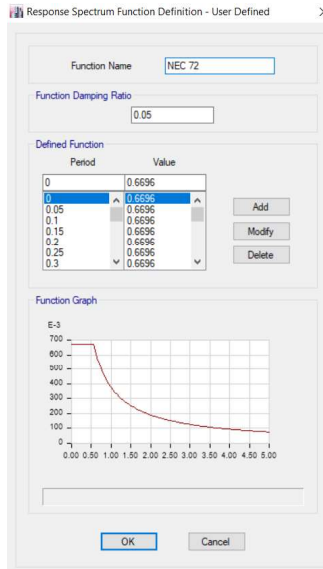 Response Spectrum Function Definition - User Defined
Function Name NEC 72
Function Damping Ratio
0.05
Defined Function
Period Value
0 0.6696
0 0.6696
0.05 0.6696
0.1 0.6696
0.15 0.6696
0.2 0.6696
0.25 0.6696
0.3 0.6696
Add
Modify
Delete
Function Graph
E-3
700
600
500
400
300
200
100
0
0.00 0.50 1.00 1.50 2.00 2.50 3.00 3.50 4.00 4.50 5.00
OK Cancel